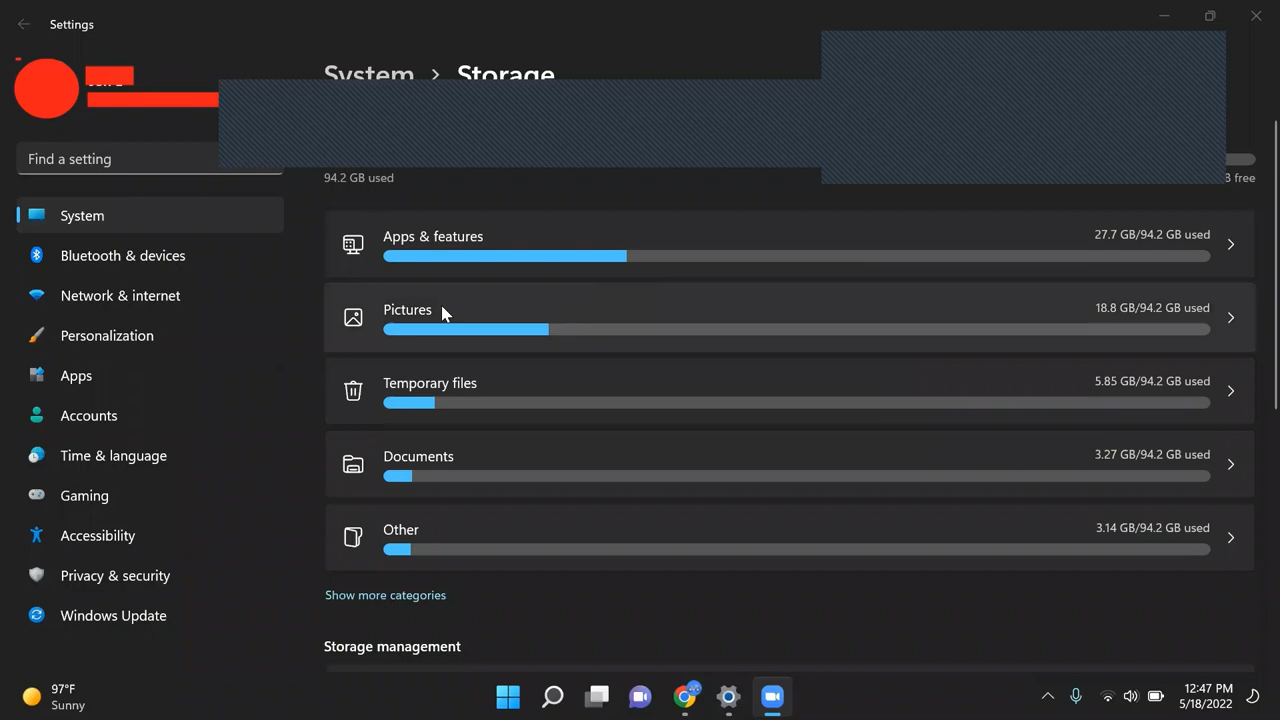 Settings
System > Storage
Find a setting
94.2 GB used
B free
System
Bluetooth & devices
Network & internet
Personalization
Apps
Accounts
Time & language
Gaming
Accessibility
Privacy & security
Windows Update
Apps & features
27.7 GB/94.2 GB used
Pictures
18.8 GB/94.2 GB used
Temporary files
5.85 GB/94.2 GB used
Documents
3.27 GB/94.2 GB used
Other
3.14 GB/94.2 GB used
Show more categories
Storage management
97°F
Sunny
12:47 PM
5/18/2022